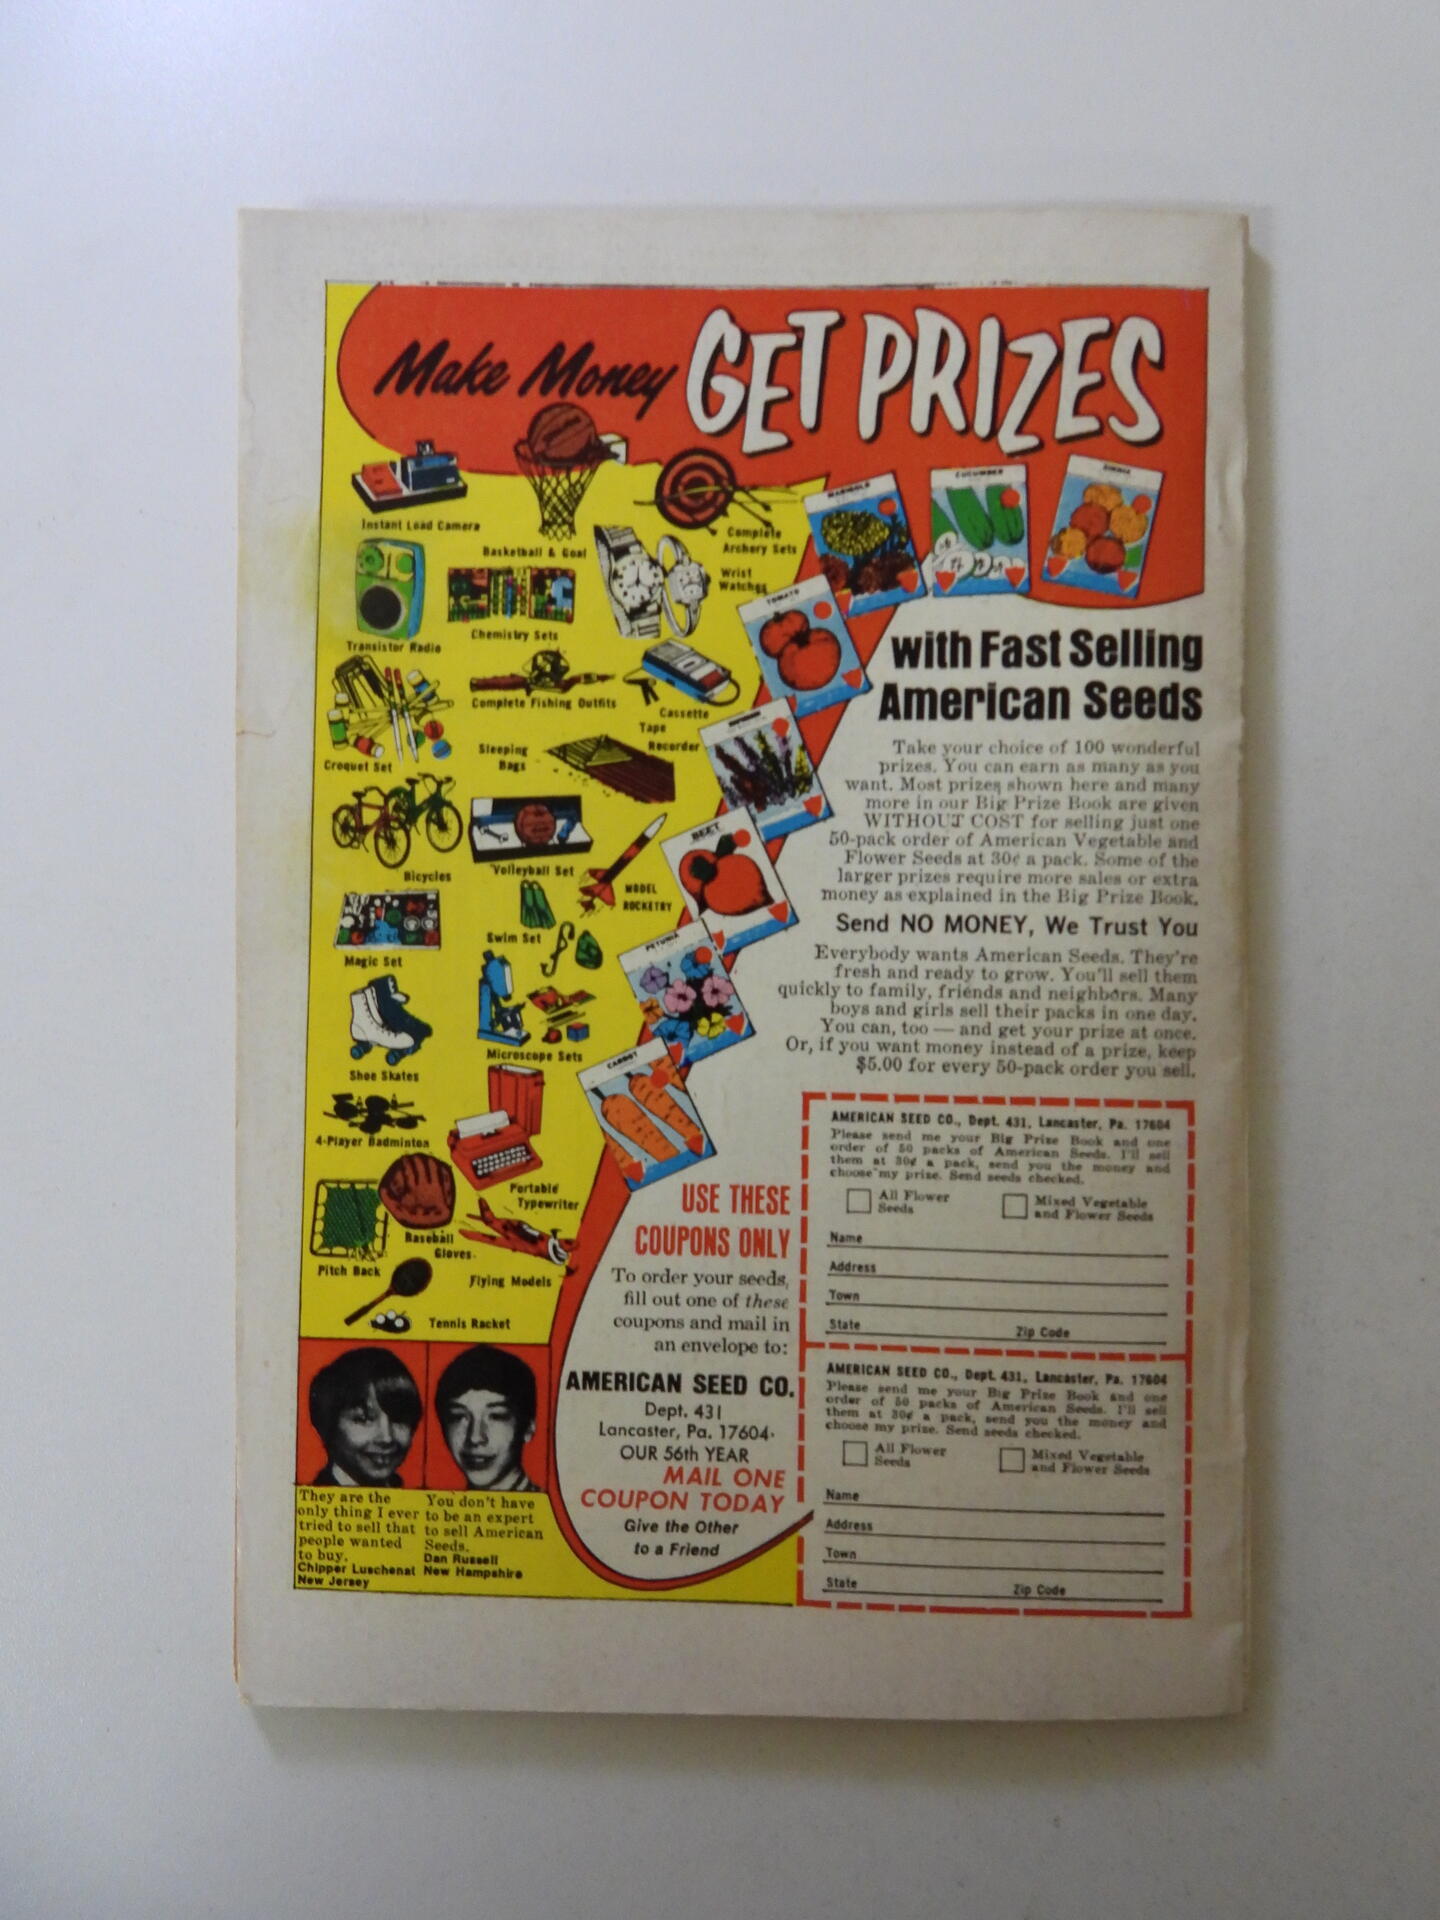 Make Money GET PRIZES
Instant Load Camera
Basketball & Goal
Complete
Archery Sets
Transistor Radio
Chemistry Sets
Wrist
Watches
Complete Fishing Outfits
Cassette
Tape
Recorder
Croquet Set
Sleeping
Bags
Bicycles
Volleyball Set
MODEL
ROCKETRY
Magic Set
Swim Set
Shoe Skates
Microscope Sets
4-Player Badminton
Portable
Typewriter
Pitch Back
Baseball
Gloves
Flying Models
Tennis Racket
MARIGOLD
CUCUMBER
ZINNIA
TOMATO
BEET
PETUNIA
CARROT
with Fast Selling
American Seeds
Take your choice of 100 wonderful
prizes. You can earn as many as you
want. Most prizes shown here and many
more in our Big Prize Book are given
WITHOUT COST for selling just one
50-pack order of American Vegetable and
Flower Seeds at 30¢ a pack. Some of the
larger prizes require more sales or extra
money as explained in the Big Prize Book.
Send NO MONEY, We Trust You
Everybody wants American Seeds. They're
fresh and ready to grow. You'll sell them
quickly to family, friends and neighbors. Many
boys and girls sell their packs in one day.
You can, too — and get your prize at once.
Or, if you want money instead of a prize, keep
$5.00 for every 50-pack order you sell.
They are the
only thing I ever
tried to sell that
people wanted
to buy.
Chipper Luschenat
New Jersey
You don't have
to be an expert
to sell American
Seeds.
Dan Russell
New Hampshire
USE THESE
COUPONS ONLY
To order your seeds,
fill out one of these
coupons and mail in
an envelope to:
AMERICAN SEED CO.
Dept. 431
Lancaster, Pa. 17604
OUR 56th YEAR
MAIL ONE
COUPON TODAY
Give the Other
to a Friend
AMERICAN SEED CO., Dept. 431, Lancaster, Pa. 17604
Please send me your Big Prize Book and one
order of 50 packs of American Seeds. I'll sell
them at 30¢ a pack, send you the money and
choose my prize. Send seeds checked.
All Flower
Seeds
Mixed Vegetable
and Flower Seeds
Name
Address
Town
State Zip Code
AMERICAN SEED CO., Dept. 431, Lancaster, Pa. 17604
Please send me your Big Prize Book and one
order of 50 packs of American Seeds. I'll sell
them at 30¢ a pack, send you the money and
choose my prize. Send seeds checked.
All Flower
Seeds
Mixed Vegetable
and Flower Seeds
Name
Address
Town
State Zip Code